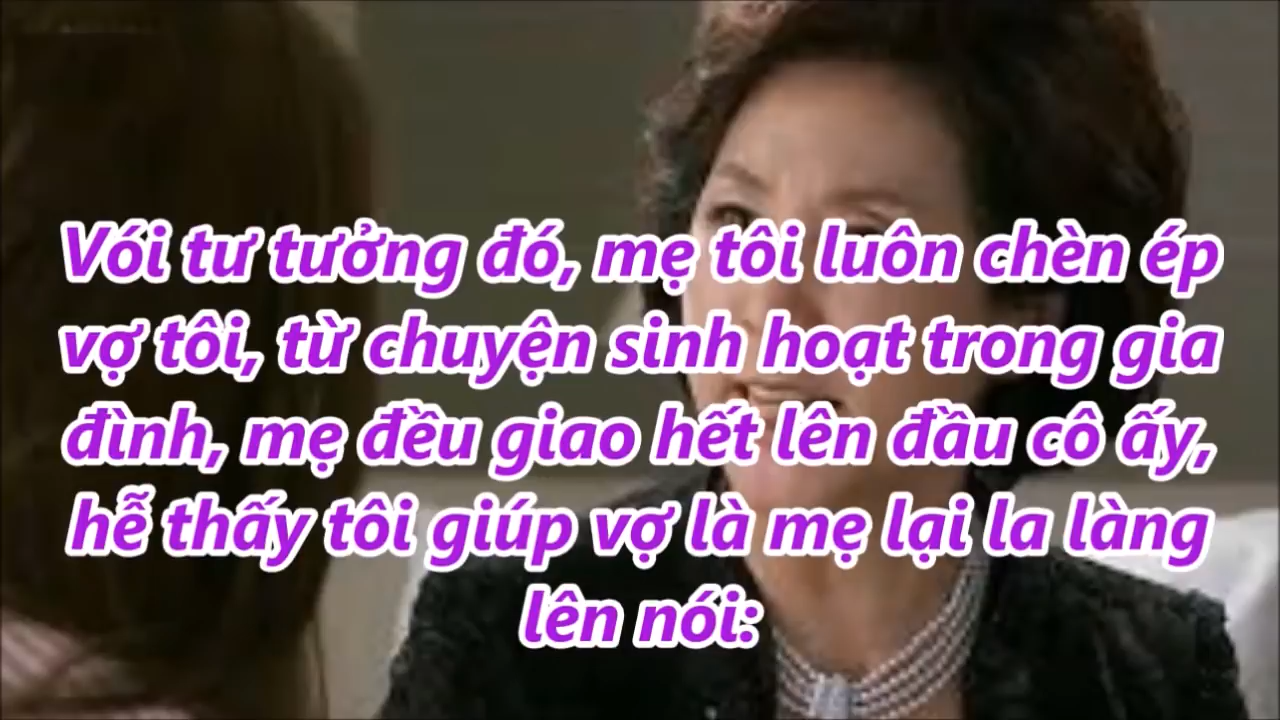 Vói tư tưởng đó, mẹ tôi luôn chèn ép
vợ tôi, từ chuyện sinh hoạt trong gia
đình, mẹ đều giao hết lên đầu cô ấy,
hễ thấy tôi giúp vợ là mẹ lại la làng
lên nói: